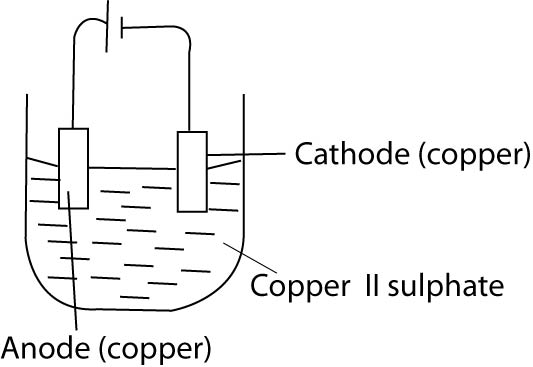 Cathode (copper)
Copper II sulphate
Anode (copper)